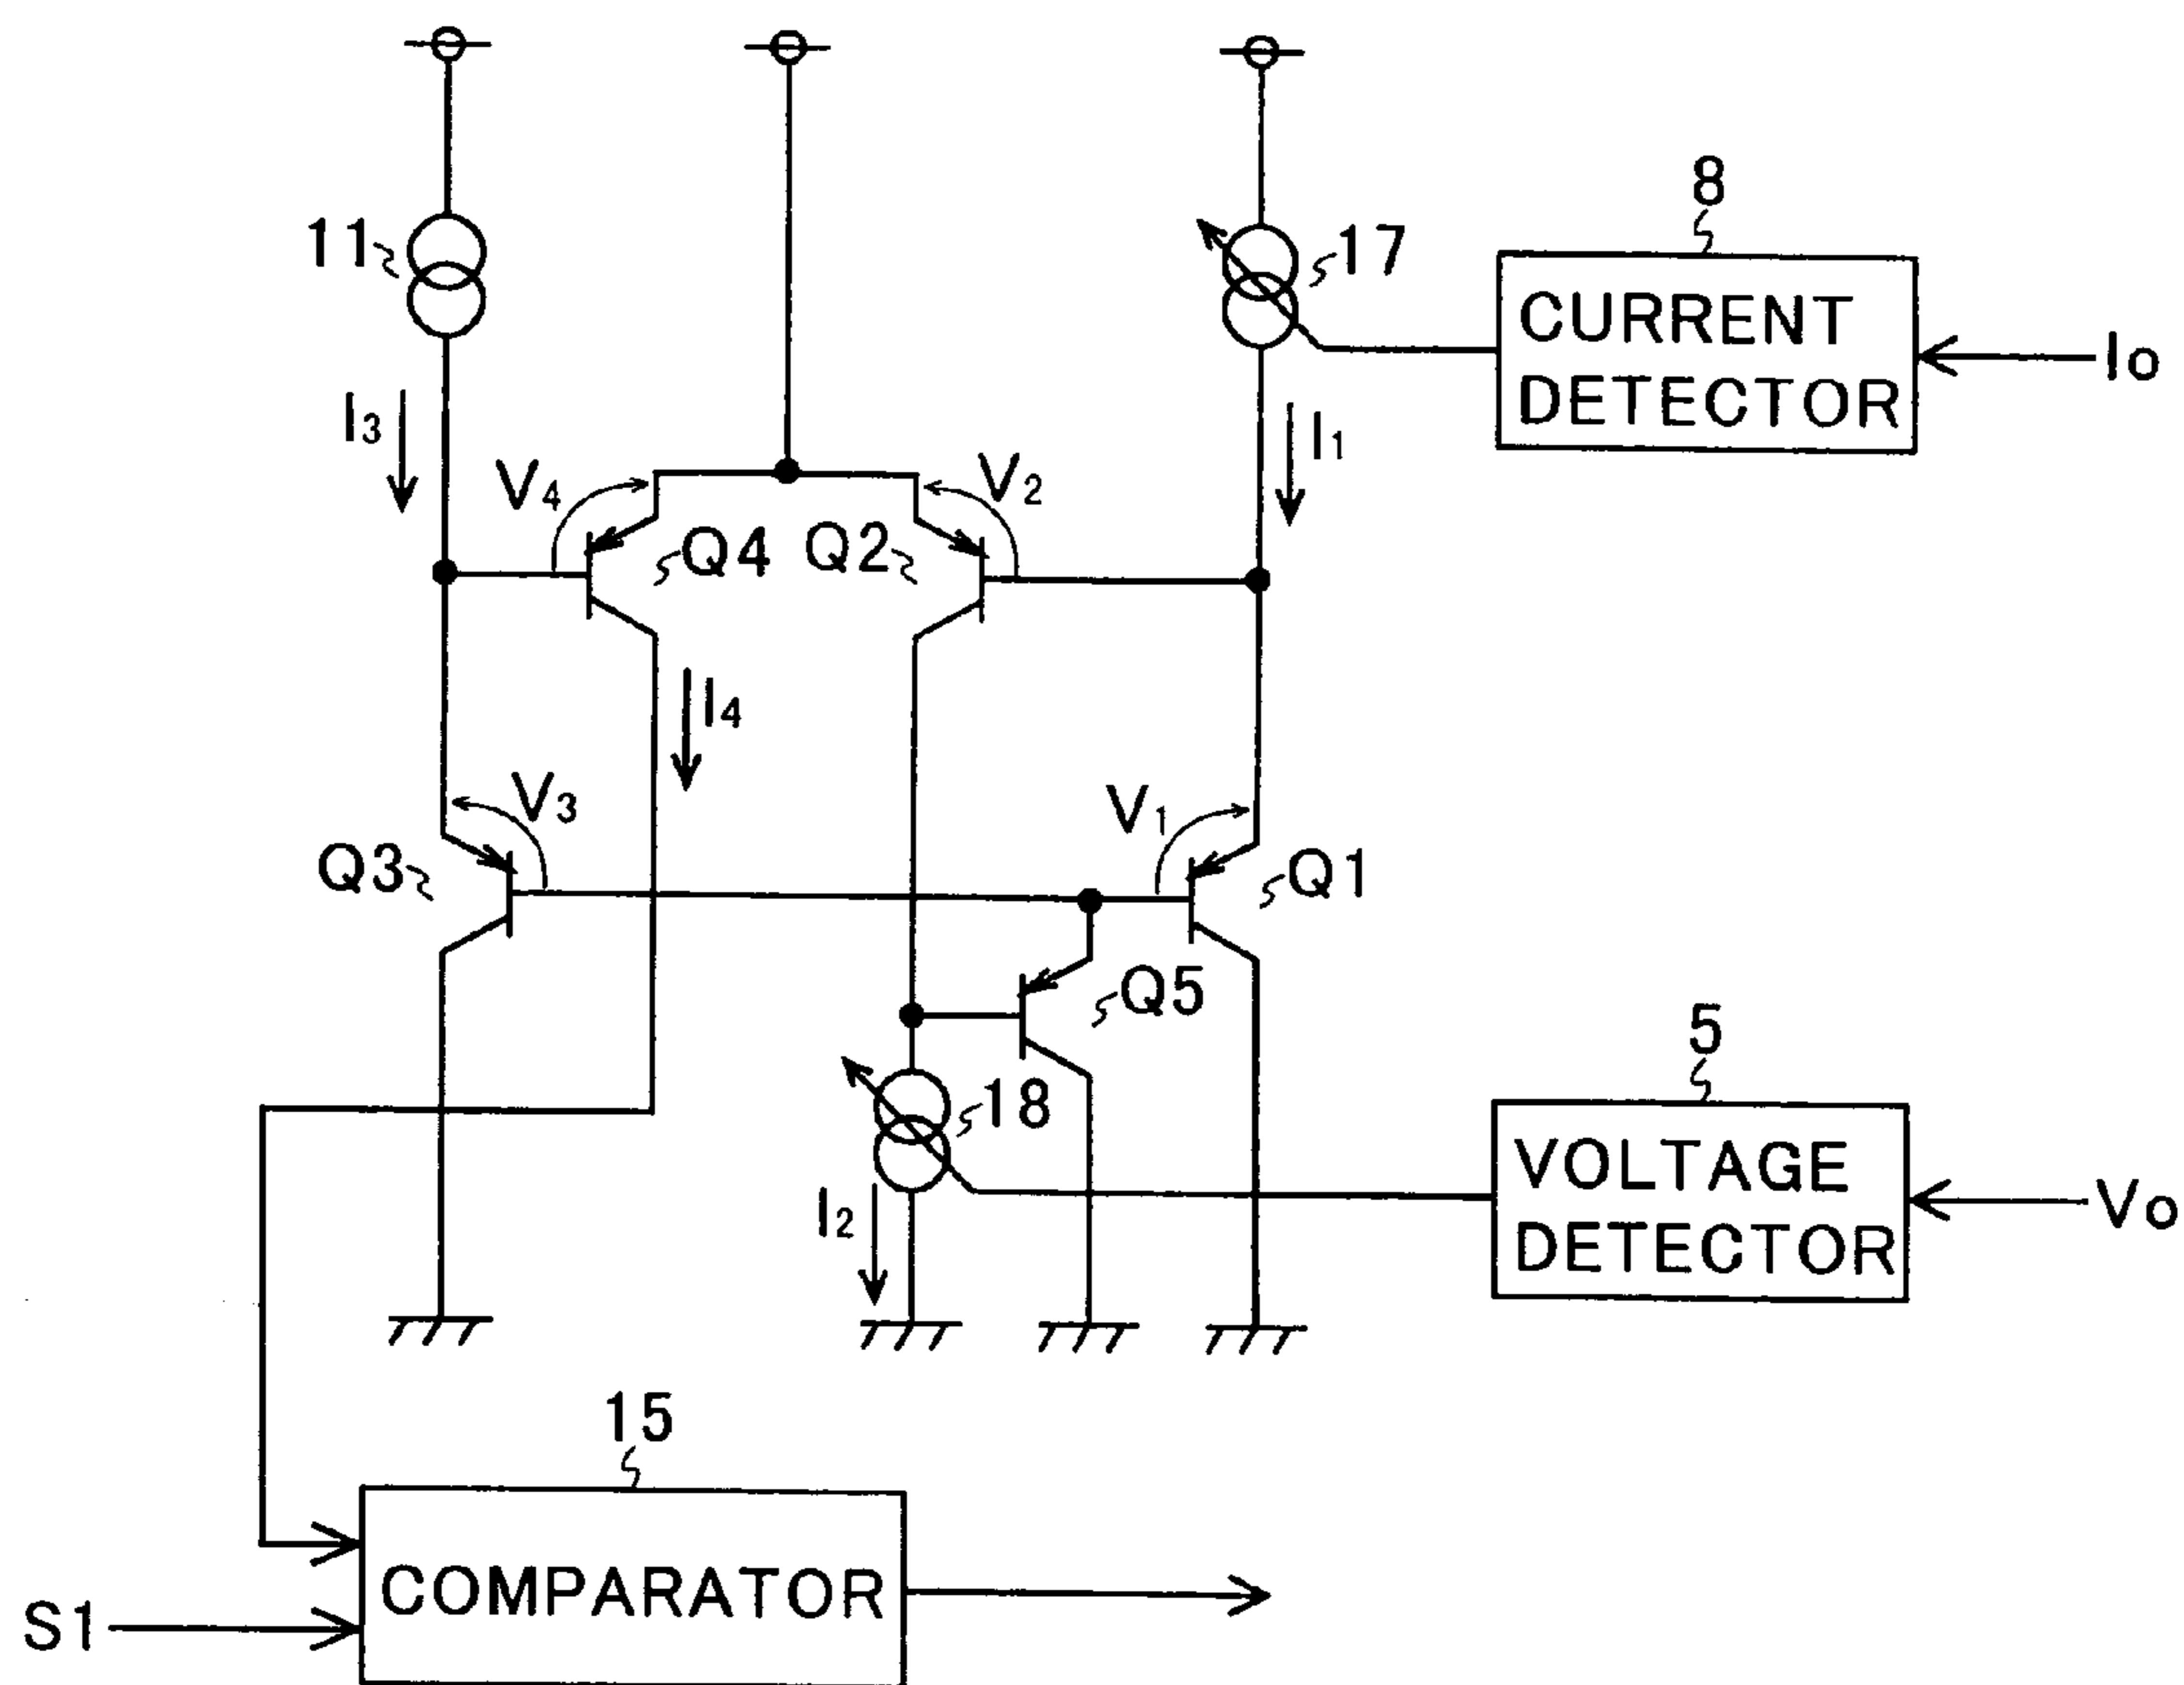 8
11
17
CURRENT
DETECTOR
Io
I3
I1
V4
V2
Q4
Q2
I4
V3
V1
Q3
Q1
Q5
5
18
VOLTAGE
DETECTOR
Vo
I2
15
COMPARATOR
S1